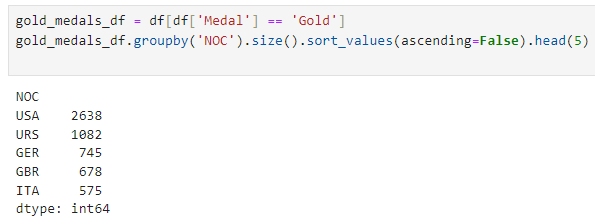 gold_medals_df = df[df['Medal'] == 'Gold']
gold_medals_df.groupby('NOC').size().sort_values(ascending=False).head(5)
NOC
USA    2638
URS    1082
GER     745
GBR     678
ITA     575
dtype: int64